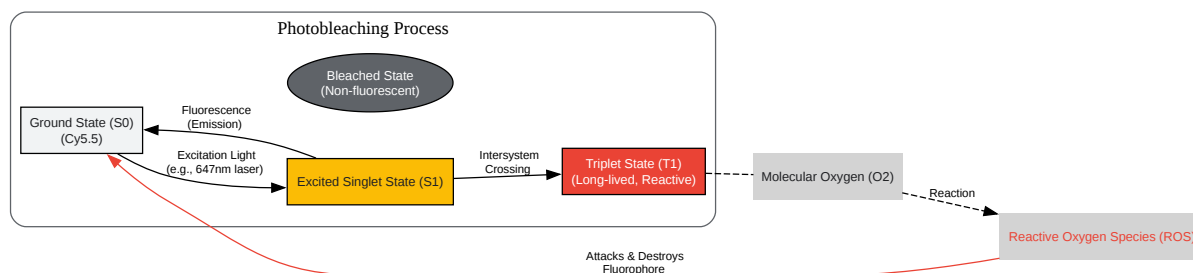 Photobleaching Process
Bleached State
(Non-fluorescent)
Ground State (S0)
(Cy5.5)
Fluorescence
(Emission)
Excitation Light
(e.g., 647nm laser)
Excited Singlet State (S1)
Intersystem
Crossing
Triplet State (T1)
(Long-lived, Reactive)
Molecular Oxygen (O2)
Reaction
Reactive Oxygen Species (ROS)
Attacks & Destroys
Fluorophore